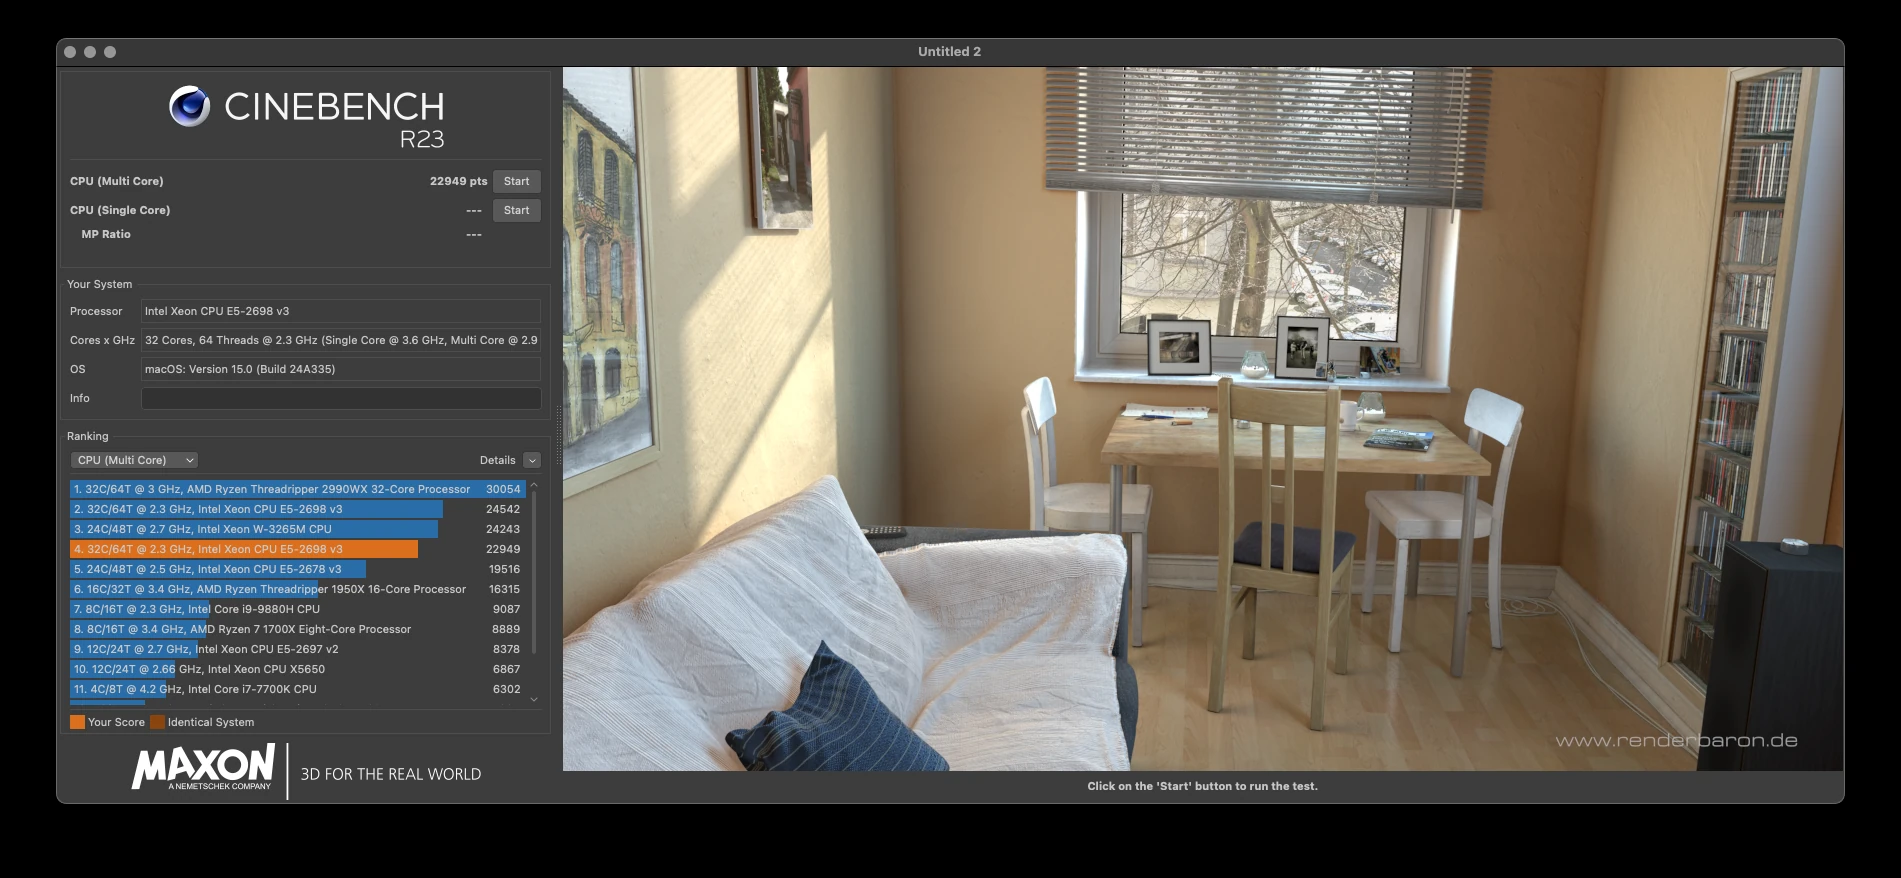 Untitled 2
CINEBENCH
R23
CPU (Multi Core) 22949 pts Start
CPU (Single Core) --- Start
MP Ratio ---
Your System
Processor Intel Xeon CPU E5-2698 v3
Cores x GHz 32 Cores, 64 Threads @ 2.3 GHz (Single Core @ 3.6 GHz, Multi Core @ 2.9
OS macOS: Version 15.0 (Build 24A335)
Info
Ranking
CPU (Multi Core) Details
1. 32C/64T @ 3 GHz, AMD Ryzen Threadripper 2990WX 32-Core Processor 30054
2. 32C/64T @ 2.3 GHz, Intel Xeon CPU E5-2698 v3 24542
3. 24C/48T @ 2.7 GHz, Intel Xeon W-3265M CPU 24243
4. 32C/64T @ 2.3 GHz, Intel Xeon CPU E5-2698 v3 22949
5. 24C/48T @ 2.5 GHz, Intel Xeon CPU E5-2678 v3 19516
6. 16C/32T @ 3.4 GHz, AMD Ryzen Threadripper 1950X 16-Core Processor 16315
7. 8C/16T @ 2.3 GHz, Intel Core i9-9880H CPU 9087
8. 8C/16T @ 3.4 GHz, AMD Ryzen 7 1700X Eight-Core Processor 8889
9. 12C/24T @ 2.7 GHz, Intel Xeon CPU E5-2697 v2 8378
10. 12C/24T @ 2.66 GHz, Intel Xeon CPU X5650 6867
11. 4C/8T @ 4.2 GHz, Intel Core i7-7700K CPU 6302
Your Score Identical System
MAXON
A NEMETSCHEK COMPANY
3D FOR THE REAL WORLD
www.renderbaron.de
Click on the 'Start' button to run the test.